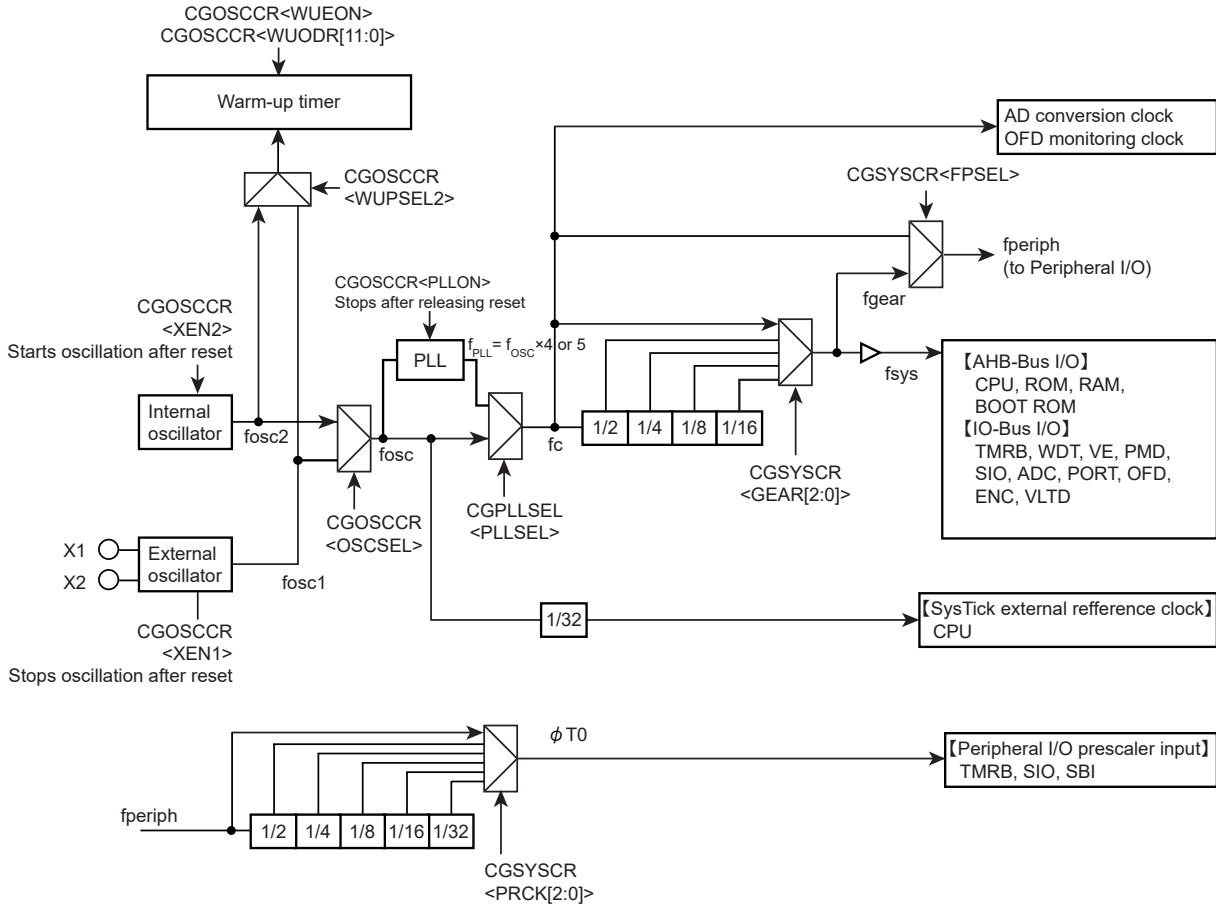 CGOSCCR<WUEON>
CGOSCCR<WUODR[11:0]>
Warm-up timer
CGOSCCR
<WUPSEL2>
AD conversion clock
OFD monitoring clock
CGSYSCR<FPSEL>
fperiph
(to Peripheral I/O)
fgear
CGOSCCR<PLLON>
Stops after releasing reset
PLL
fPLL= fOSC×4 or 5
CGOSCCR
<XEN2>
Starts oscillation after reset
Internal
oscillator
fosc2
fosc
fc
1/2
1/4
1/8
1/16
fsys
【AHB-Bus I/O】
CPU, ROM, RAM,
BOOT ROM
【IO-Bus I/O】
TMRB, WDT, VE, PMD,
SIO, ADC, PORT, OFD,
ENC, VLTD
CGSYSCR
<GEAR[2:0]>
CGOSCCR
<OSCSEL>
CGPLLSEL
<PLLSEL>
X1
X2
External
oscillator
fosc1
CGOSCCR
<XEN1>
Stops oscillation after reset
1/32
【SysTick external refference clock】
CPU
ϕT0
【Peripheral I/O prescaler input】
TMRB, SIO, SBI
fperiph
1/2
1/4
1/8
1/16
1/32
CGSYSCR
<PRCK[2:0]>